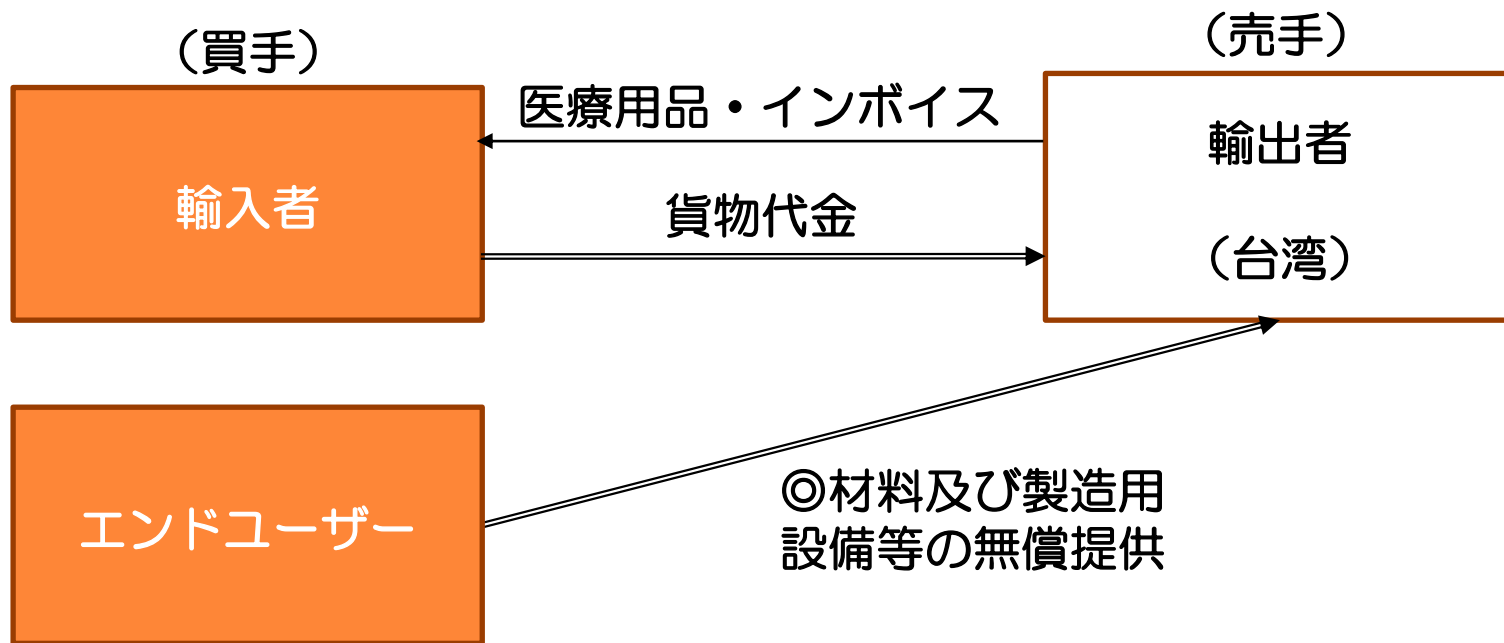 （買手）
（売手）
医療用品・インボイス
輸入者
貨物代金
輸出者
（台湾）
エンドユーザー
◎材料及び製造用
設備等の無償提供